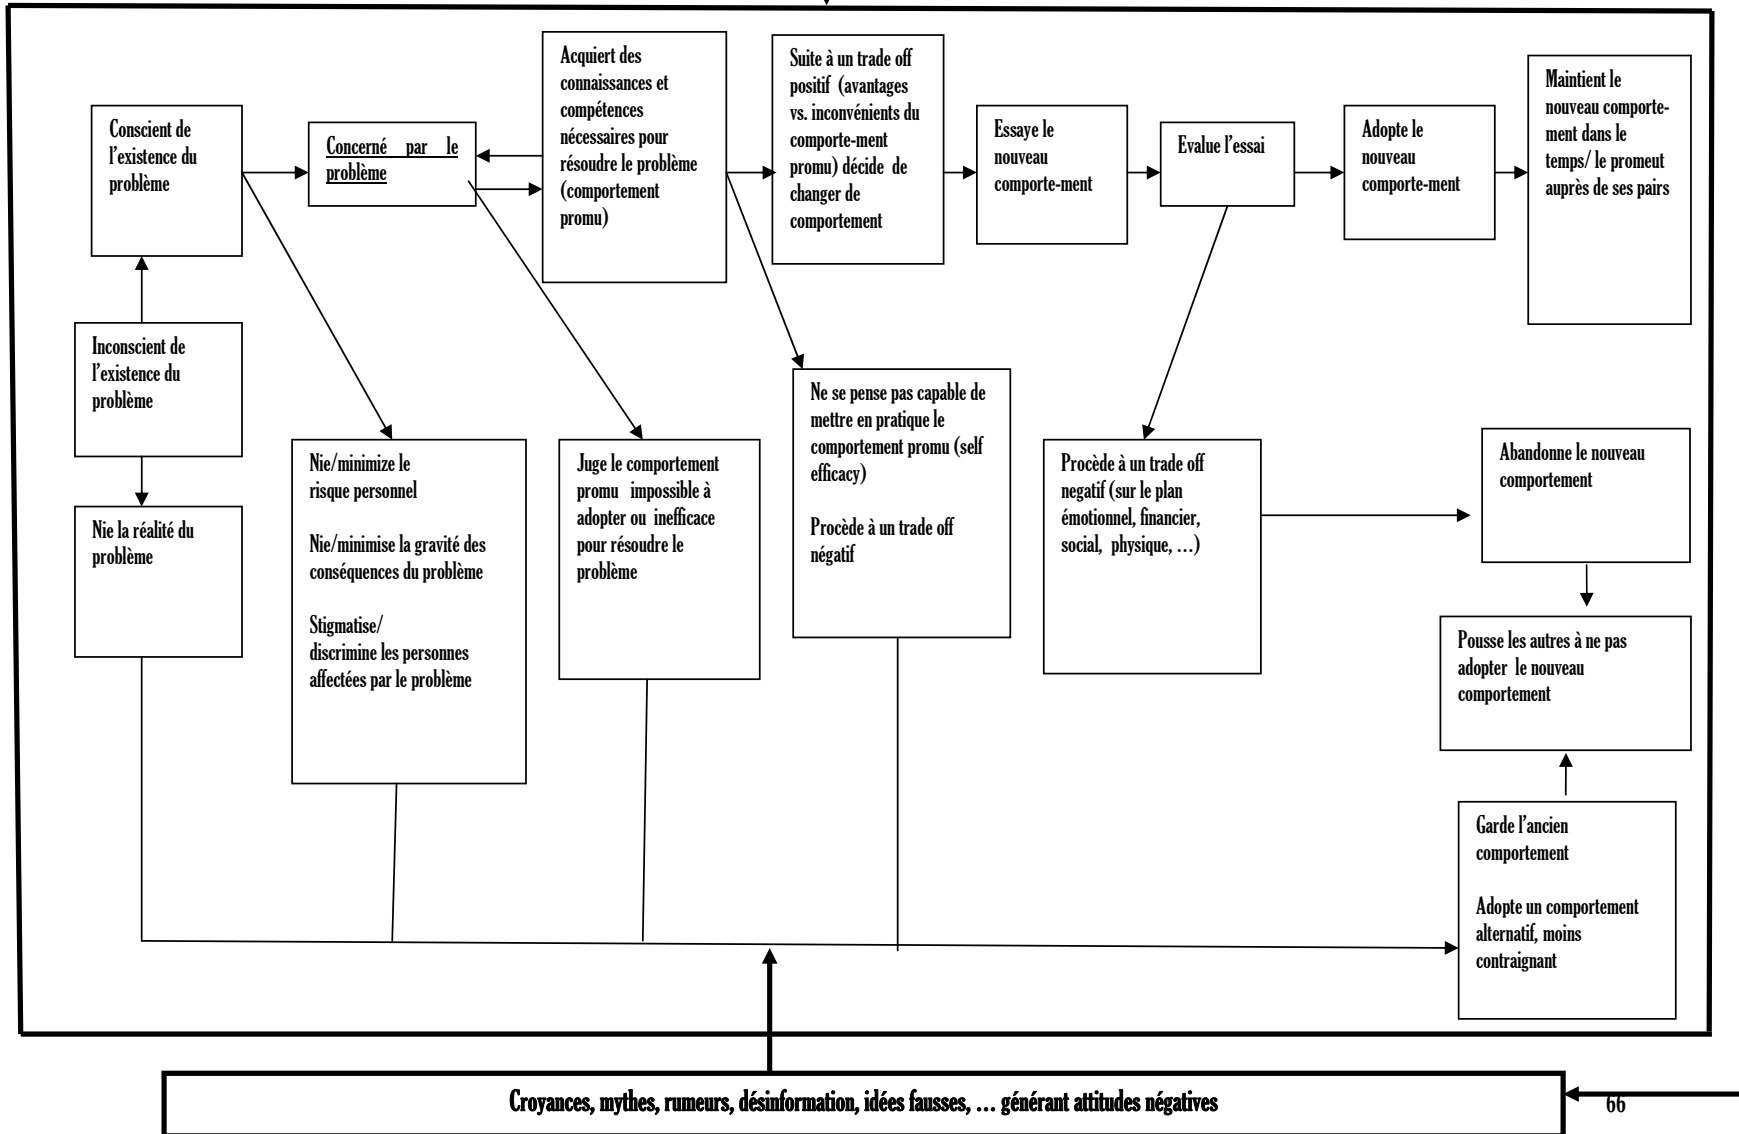 Conscient de
l'existence du
problème
Concerné par le
problème
Acquiert des
connaissances et
compétences
nécessaires pour
résoudre le problème
(comportement
promu)
Suite à un trade off
positif (avantages
vs. inconvénients du
comporte-ment
promu) décide de
changer de
comportement
Essaye le
nouveau
comporte-ment
Evalue l'essai
Adopte le
nouveau
comporte-ment
Maintient le
nouveau comporte-
ment dans le
temps/ le promeut
auprès de ses pairs
Inconscient de
l'existence du
problème
Nie la réalité du
problème
Nie/minimize le
risque personnel
Nie/minimise la gravité des
conséquences du problème
Stigmatise/
discrimine les personnes
affectées par le problème
Juge le comportement
promu impossible à
adopter ou inefficace
pour résoudre le
problème
Ne se pense pas capable de
mettre en pratique le
comportement promu (self
efficacy)
Procède à un trade off
négatif
Procède à un trade off
negatif (sur le plan
émotionnel, financier,
social, physique, …)
Abandonne le nouveau
comportement
Pousse les autres à ne pas
adopter le nouveau
comportement
Garde l'ancien
comportement
Adopte un comportement
alternatif, moins
contraignant
Croyances, mythes, rumeurs, désinformation, idées fausses, … générant attitudes négatives
66